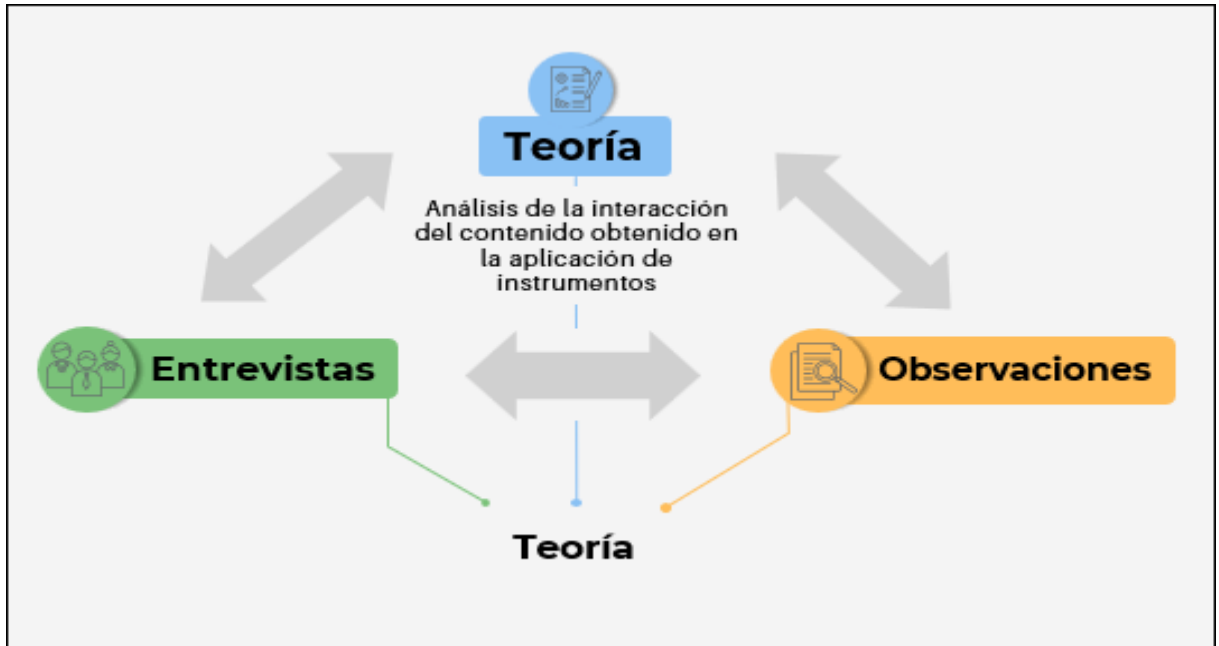 Teoría
Análisis de la interacción
del contenido obtenido en
la aplicación de
instrumentos
Entrevistas
Observaciones
Teoría